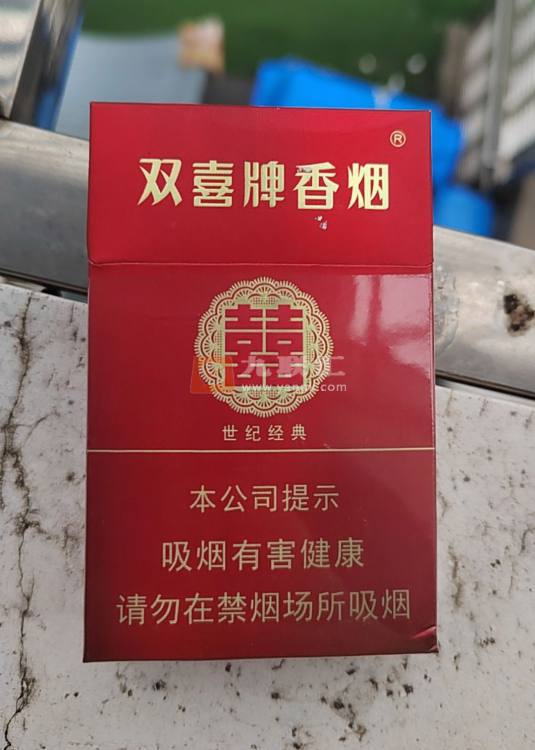 双喜牌香烟®
囍
世纪经典
本公司提示
吸烟有害健康
请勿在禁烟场所吸烟